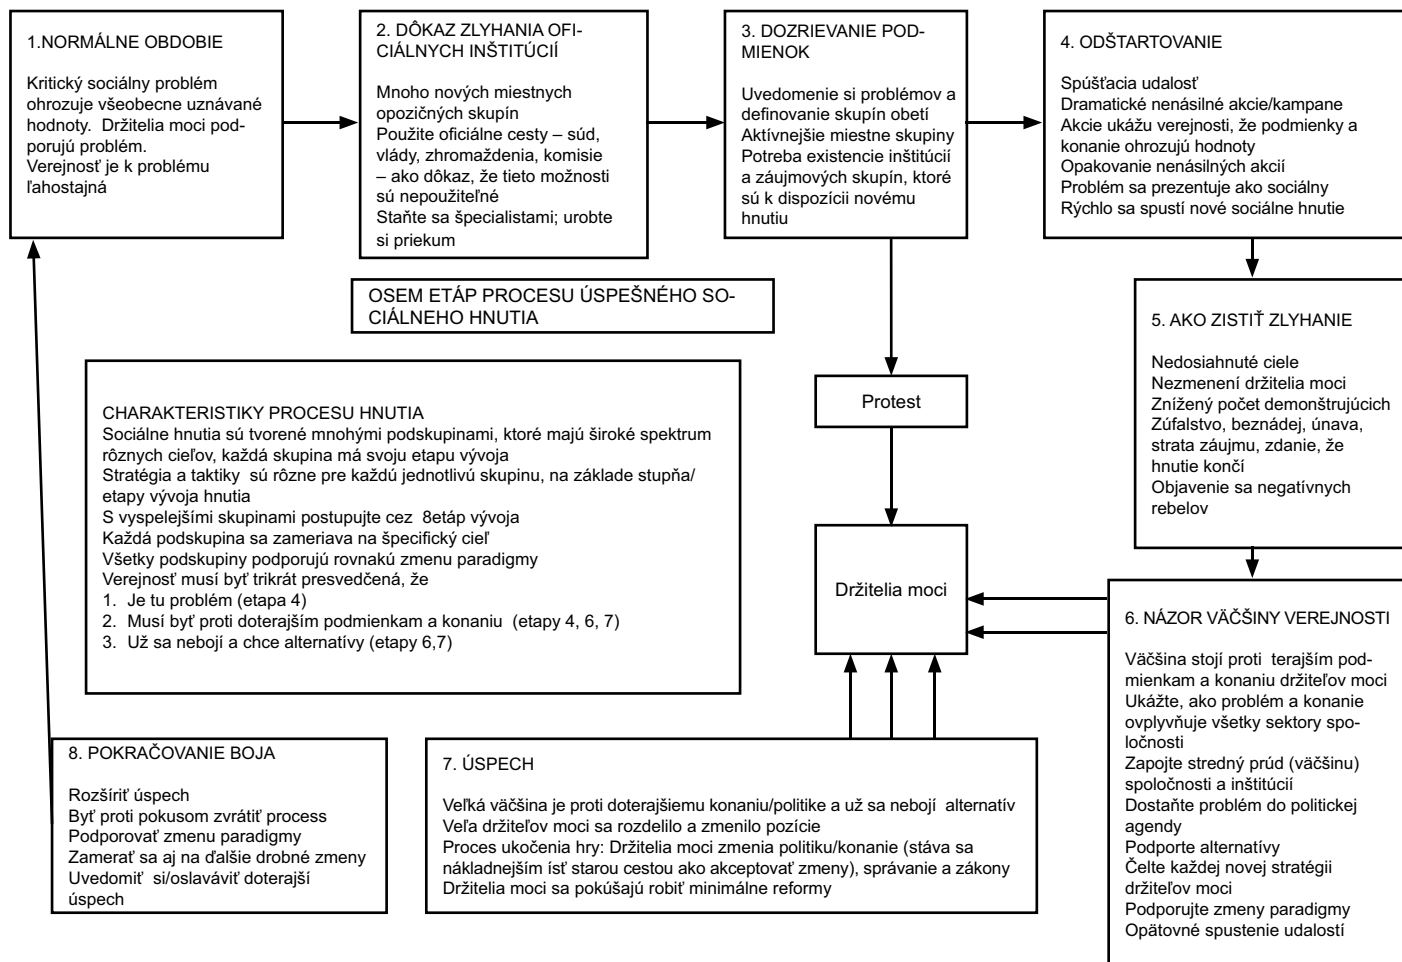 1.NORMÁLNE OBDOBIE
Kritický sociálny problém
ohrozuje všeobecne uznávané
hodnoty.  Držitelia moci pod-
porujú problém.
Verejnosť je k problému
ľahostajná
2. DÔKAZ ZLYHANIA OFI-
CIÁLNYCH INŠTITÚCIÍ
Mnoho nových miestnych
opozičných skupín
Použite oficiálne cesty – súd,
vlády, zhromaždenia, komisie
– ako dôkaz, že tieto možnosti
sú nepoužiteľné
Staňte sa špecialistami; urobte
si priekum
3. DOZRIEVANIE POD-
MIENOK
Uvedomenie si problémov a
definovanie skupín obetí
Aktívnejšie miestne skupiny
Potreba existencie inštitúcií
a záujmových skupín, ktoré
sú k dispozícii novému
hnutiu
4. ODŠTARTOVANIE
Spúšťacia udalosť
Dramatické nenásilné akcie/kampane
Akcie ukážu verejnosti, že podmienky a
konanie ohrozujú hodnoty
Opakovanie nenásilných akcií
Problém sa prezentuje ako sociálny
Rýchlo sa spustí nové sociálne hnutie
OSEM ETÁP PROCESU ÚSPEŠNÉHO SO-
CIÁLNEHO HNUTIA
5. AKO ZISTIŤ ZLYHANIE
Nedosiahnuté ciele
Nezmenení držitelia moci
Znížený počet demonštrujúcich
Zúfalstvo, beznádej, únava,
strata záujmu, zdanie, že
hnutie končí
Objavenie sa negatívnych
rebelov
CHARAKTERISTIKY PROCESU HNUTIA
Sociálne hnutia sú tvorené mnohými podskupinami, ktoré majú široké spektrum
rôznych cieľov, každá skupina má svoju etapu vývoja
Stratégia a taktiky  sú rôzne pre každú jednotlivú skupinu, na základe stupňa/
etapy vývoja hnutia
S vyspelejšími skupinami postupujte cez  8etáp vývoja
Každá podskupina sa zameriava na špecifický cieľ
Všetky podskupiny podporujú rovnakú zmenu paradigmy
Verejnosť musí byť trikrát presvedčená, že
1.  Je tu problém (etapa 4)
2.  Musí byť proti doterajším podmienkam a konaniu  (etapy 4, 6, 7)
3.  Už sa nebojí a chce alternatívy (etapy 6,7)
Protest
Držitelia moci
6. NÁZOR VÄČŠINY VEREJNOSTI
Väčšina stojí proti  terajším pod-
mienkam a konaniu držiteľov moci
Ukážte, ako problém a konanie
ovplyvňuje všetky sektory spo-
ločnosti
Zapojte stredný prúd (väčšinu)
spoločnosti a inštitúcií
Dostaňte problém do politickej
agendy
Podporte alternatívy
Čelte každej novej stratégii
držiteľov moci
Podporujte zmeny paradigmy
Opätovné spustenie udalostí
7. ÚSPECH
Veľká väčšina je proti doterajšiemu konaniu/politike a už sa nebojí  alternatív
Veľa držiteľov moci sa rozdelilo a zmenilo pozície
Proces ukočenia hry: Držitelia moci zmenia politiku/konanie (stáva sa
nákladnejším ísť starou cestou ako akceptovať zmeny), správanie a zákony
Držitelia moci sa pokúšajú robiť minimálne reformy
8. POKRAČOVANIE BOJA
Rozšíriť úspech
Byť proti pokusom zvrátiť process
Podporovať zmenu paradigmy
Zamerať sa aj na ďalšie drobné zmeny
Uvedomiť  si/oslaváviť doterajší
úspech